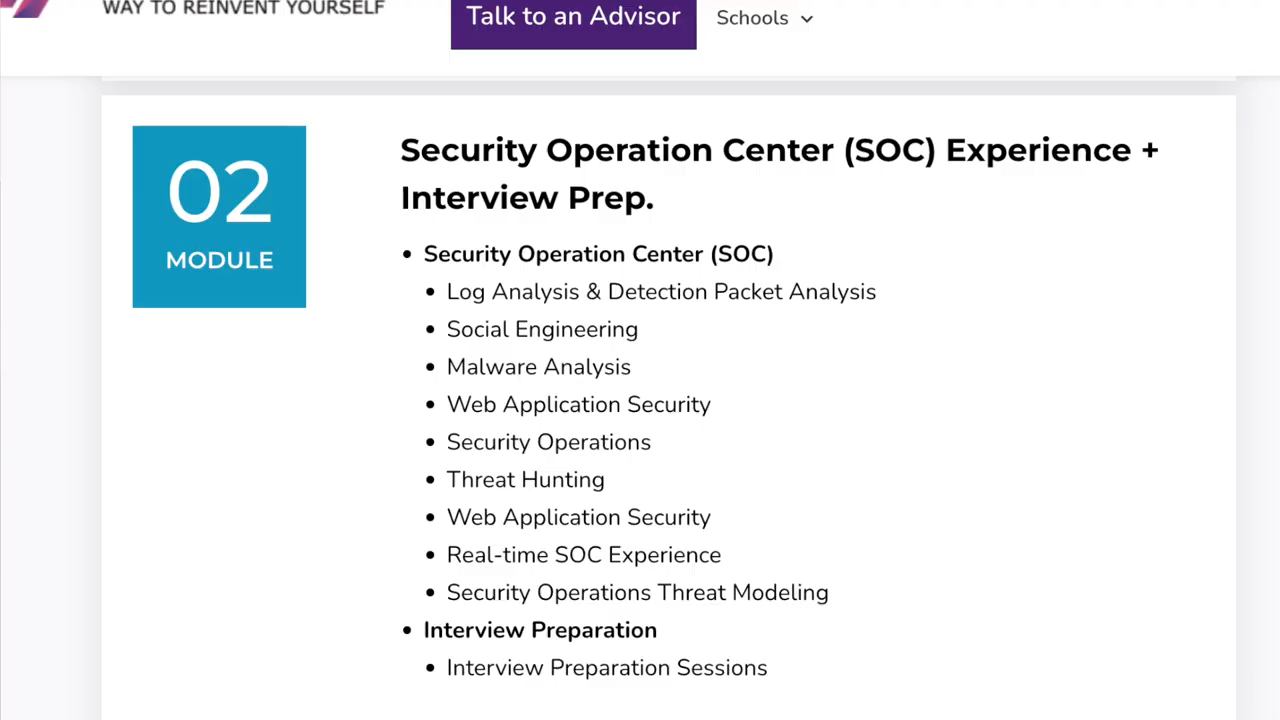 WAY TO REINVENT YOURSELF
Talk to an Advisor
Schools
02
MODULE
Security Operation Center (SOC) Experience +
Interview Prep.
• Security Operation Center (SOC)
• Log Analysis & Detection Packet Analysis
• Social Engineering
• Malware Analysis
• Web Application Security
• Security Operations
• Threat Hunting
• Web Application Security
• Real-time SOC Experience
• Security Operations Threat Modeling
• Interview Preparation
• Interview Preparation Sessions